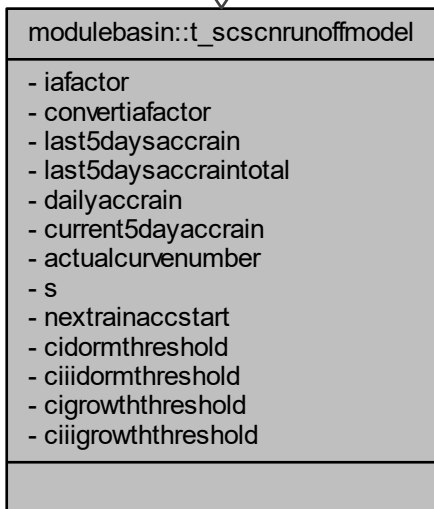 modulebasin::t_scscnrunoffmodel
- iafactor
- convertiafactor
- last5daysaccrain
- last5daysaccraintotal
- dailyaccrain
- current5dayaccrain
- actualcurvenumber
- s
- nextrainaccstart
- cidormthreshold
- ciiidormthreshold
- cigrowththreshold
- ciiigrowththreshold